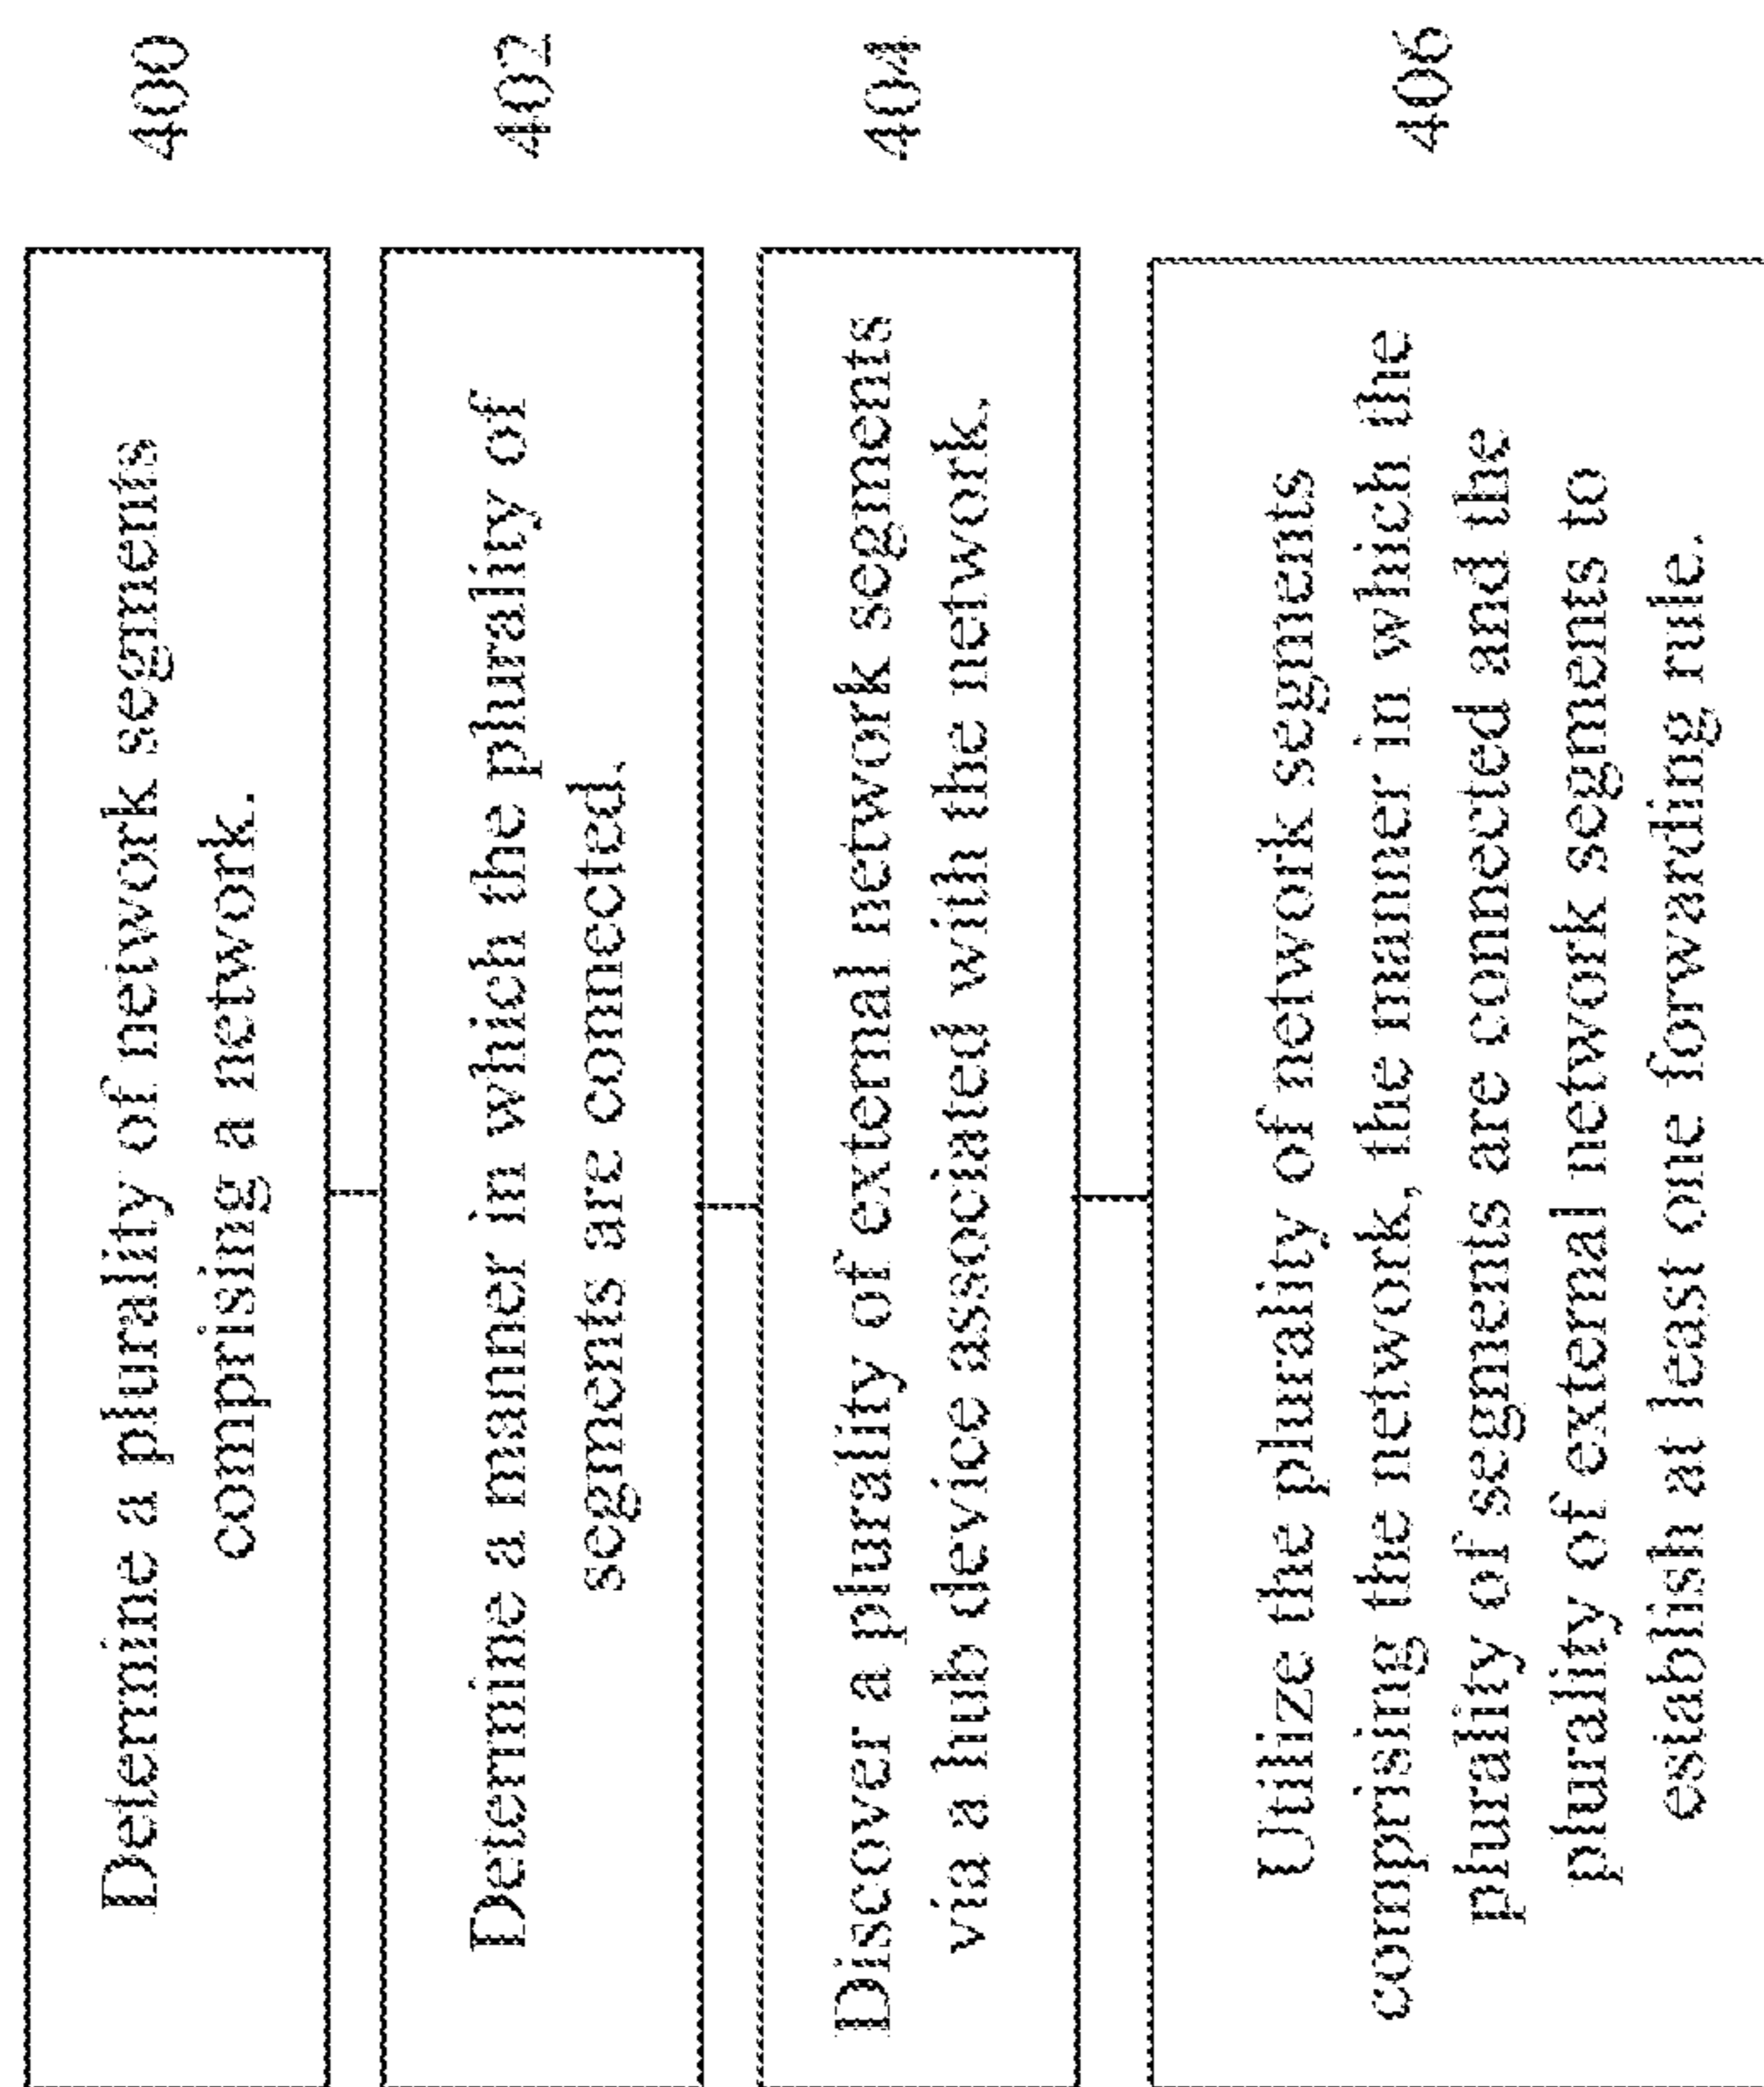 Determine a plurality of network segments
comprising a network.
400
Determine a manner in which the plurality of
segments are connected.
402
Discover a plurality of external network segments
via a hub device associated with the network.
404
Utilize the plurality of network segments
comprising the network, the manner in which the
plurality of segments are connected and the
plurality of external network segments to
establish at least one forwarding rule.
406